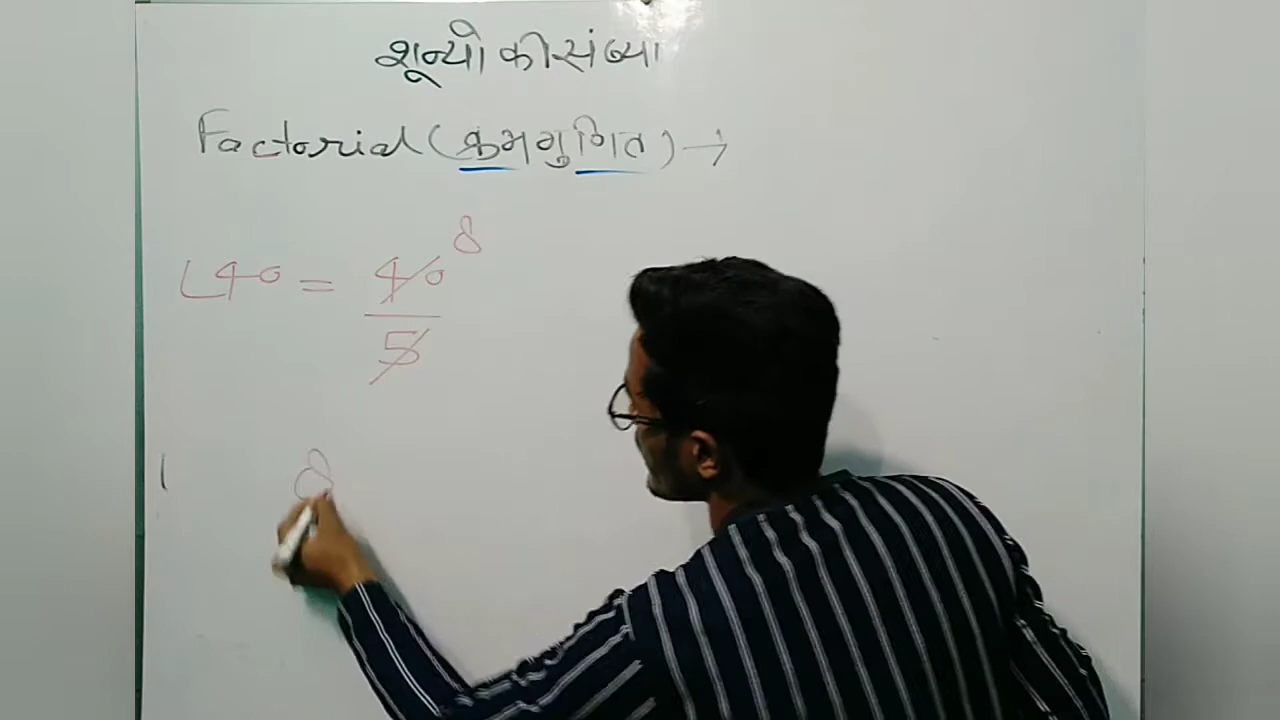 शून्यो की संख्या
Factorial (क्रमगुणित) →
∟40 = 40/5 8
8